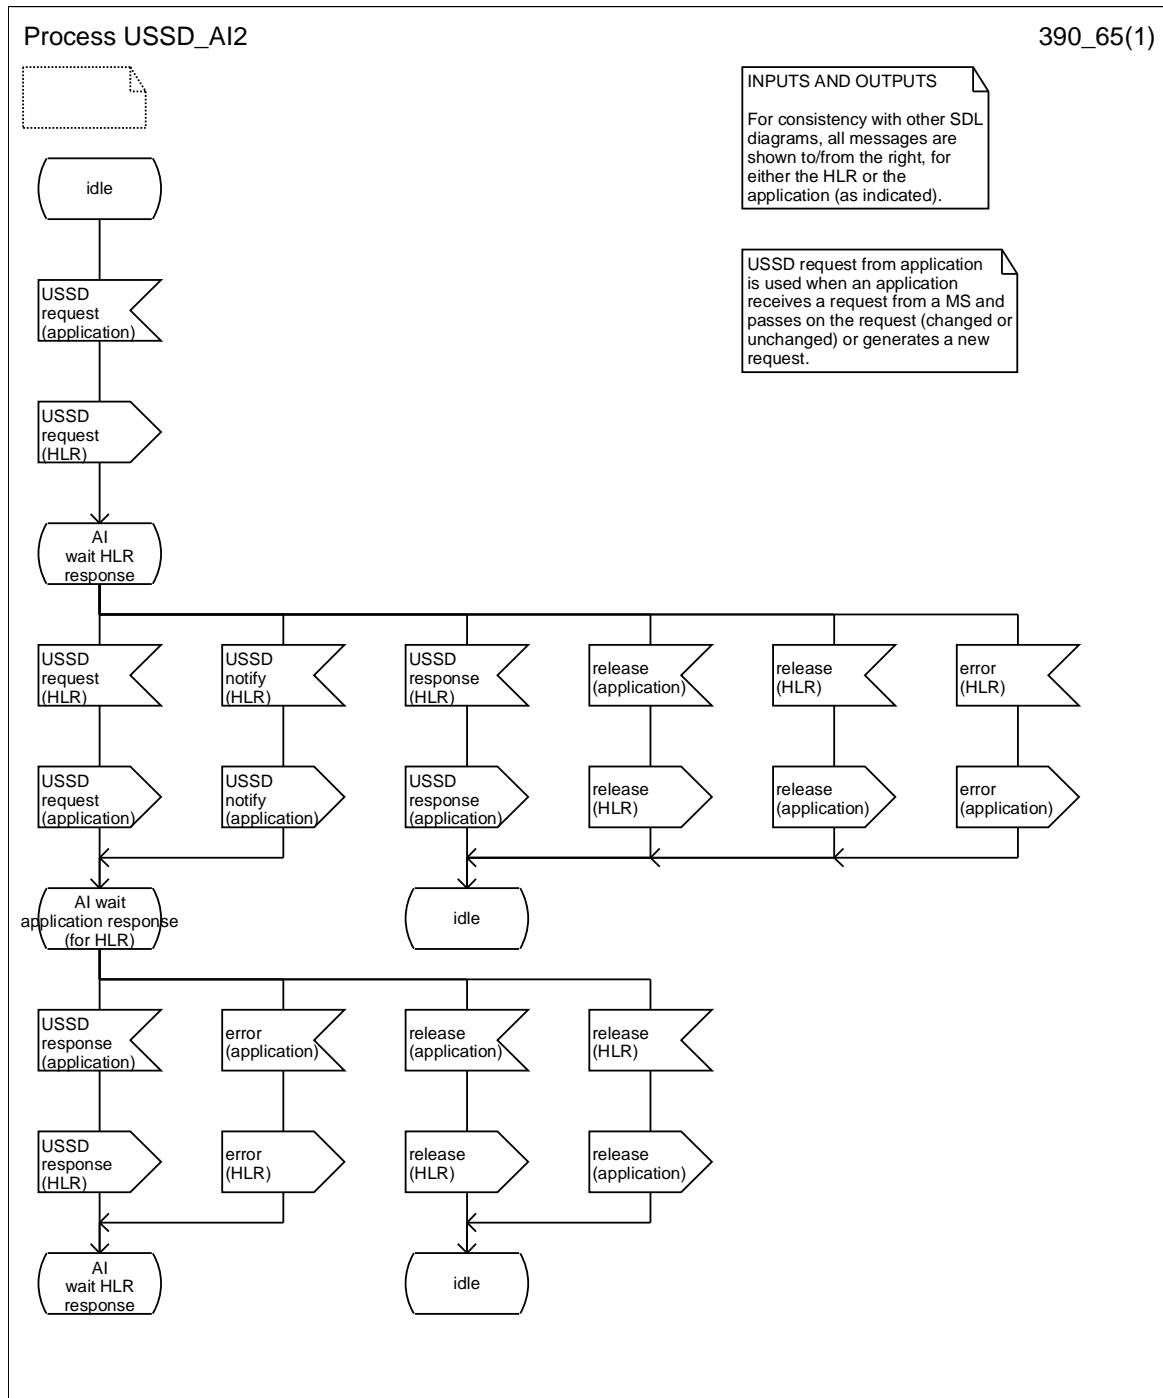 Process USSD_AI2
390_65(1)
INPUTS AND OUTPUTS
For consistency with other SDL
diagrams, all messages are
shown to/from the right, for
either the HLR or the
application (as indicated).
idle
USSD request from application
is used when an application
receives a request from a MS and
passes on the request (changed or
unchanged) or generates a new
request.
USSD
request
(application)
USSD
request
(HLR)
AI
wait HLR
response
USSD
request
(HLR)
USSD
notify
(HLR)
USSD
response
(HLR)
release
(application)
release
(HLR)
error
(HLR)
USSD
request
(application)
USSD
notify
(application)
USSD
response
(application)
release
(HLR)
release
(application)
error
(application)
AI wait
application response
(for HLR)
idle
USSD
response
(application)
error
(application)
release
(application)
release
(HLR)
USSD
response
(HLR)
error
(HLR)
release
(HLR)
release
(application)
AI
wait HLR
response
idle